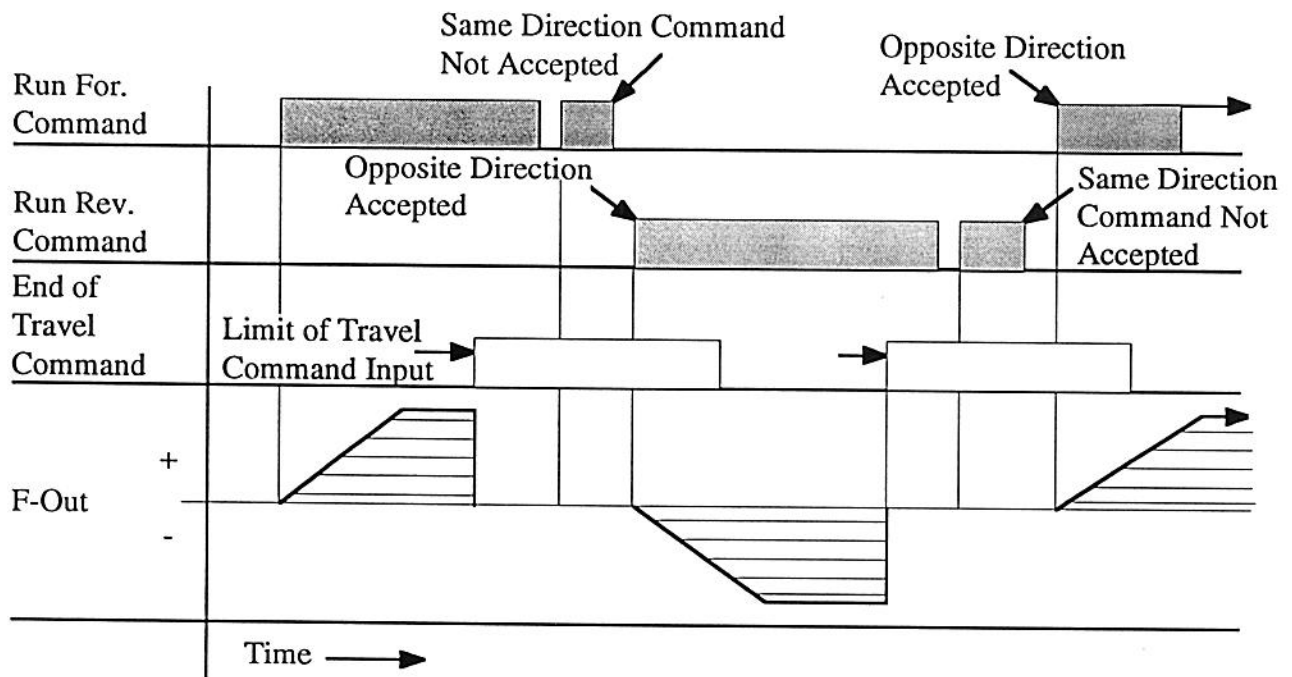 Same Direction Command
Not Accepted
Opposite Direction
Accepted
Run For.
Command
Opposite Direction
Accepted
Same Direction
Command Not
Accepted
Run Rev.
Command
End of
Travel
Command
Limit of Travel
Command Input
+
F-Out
-
Time